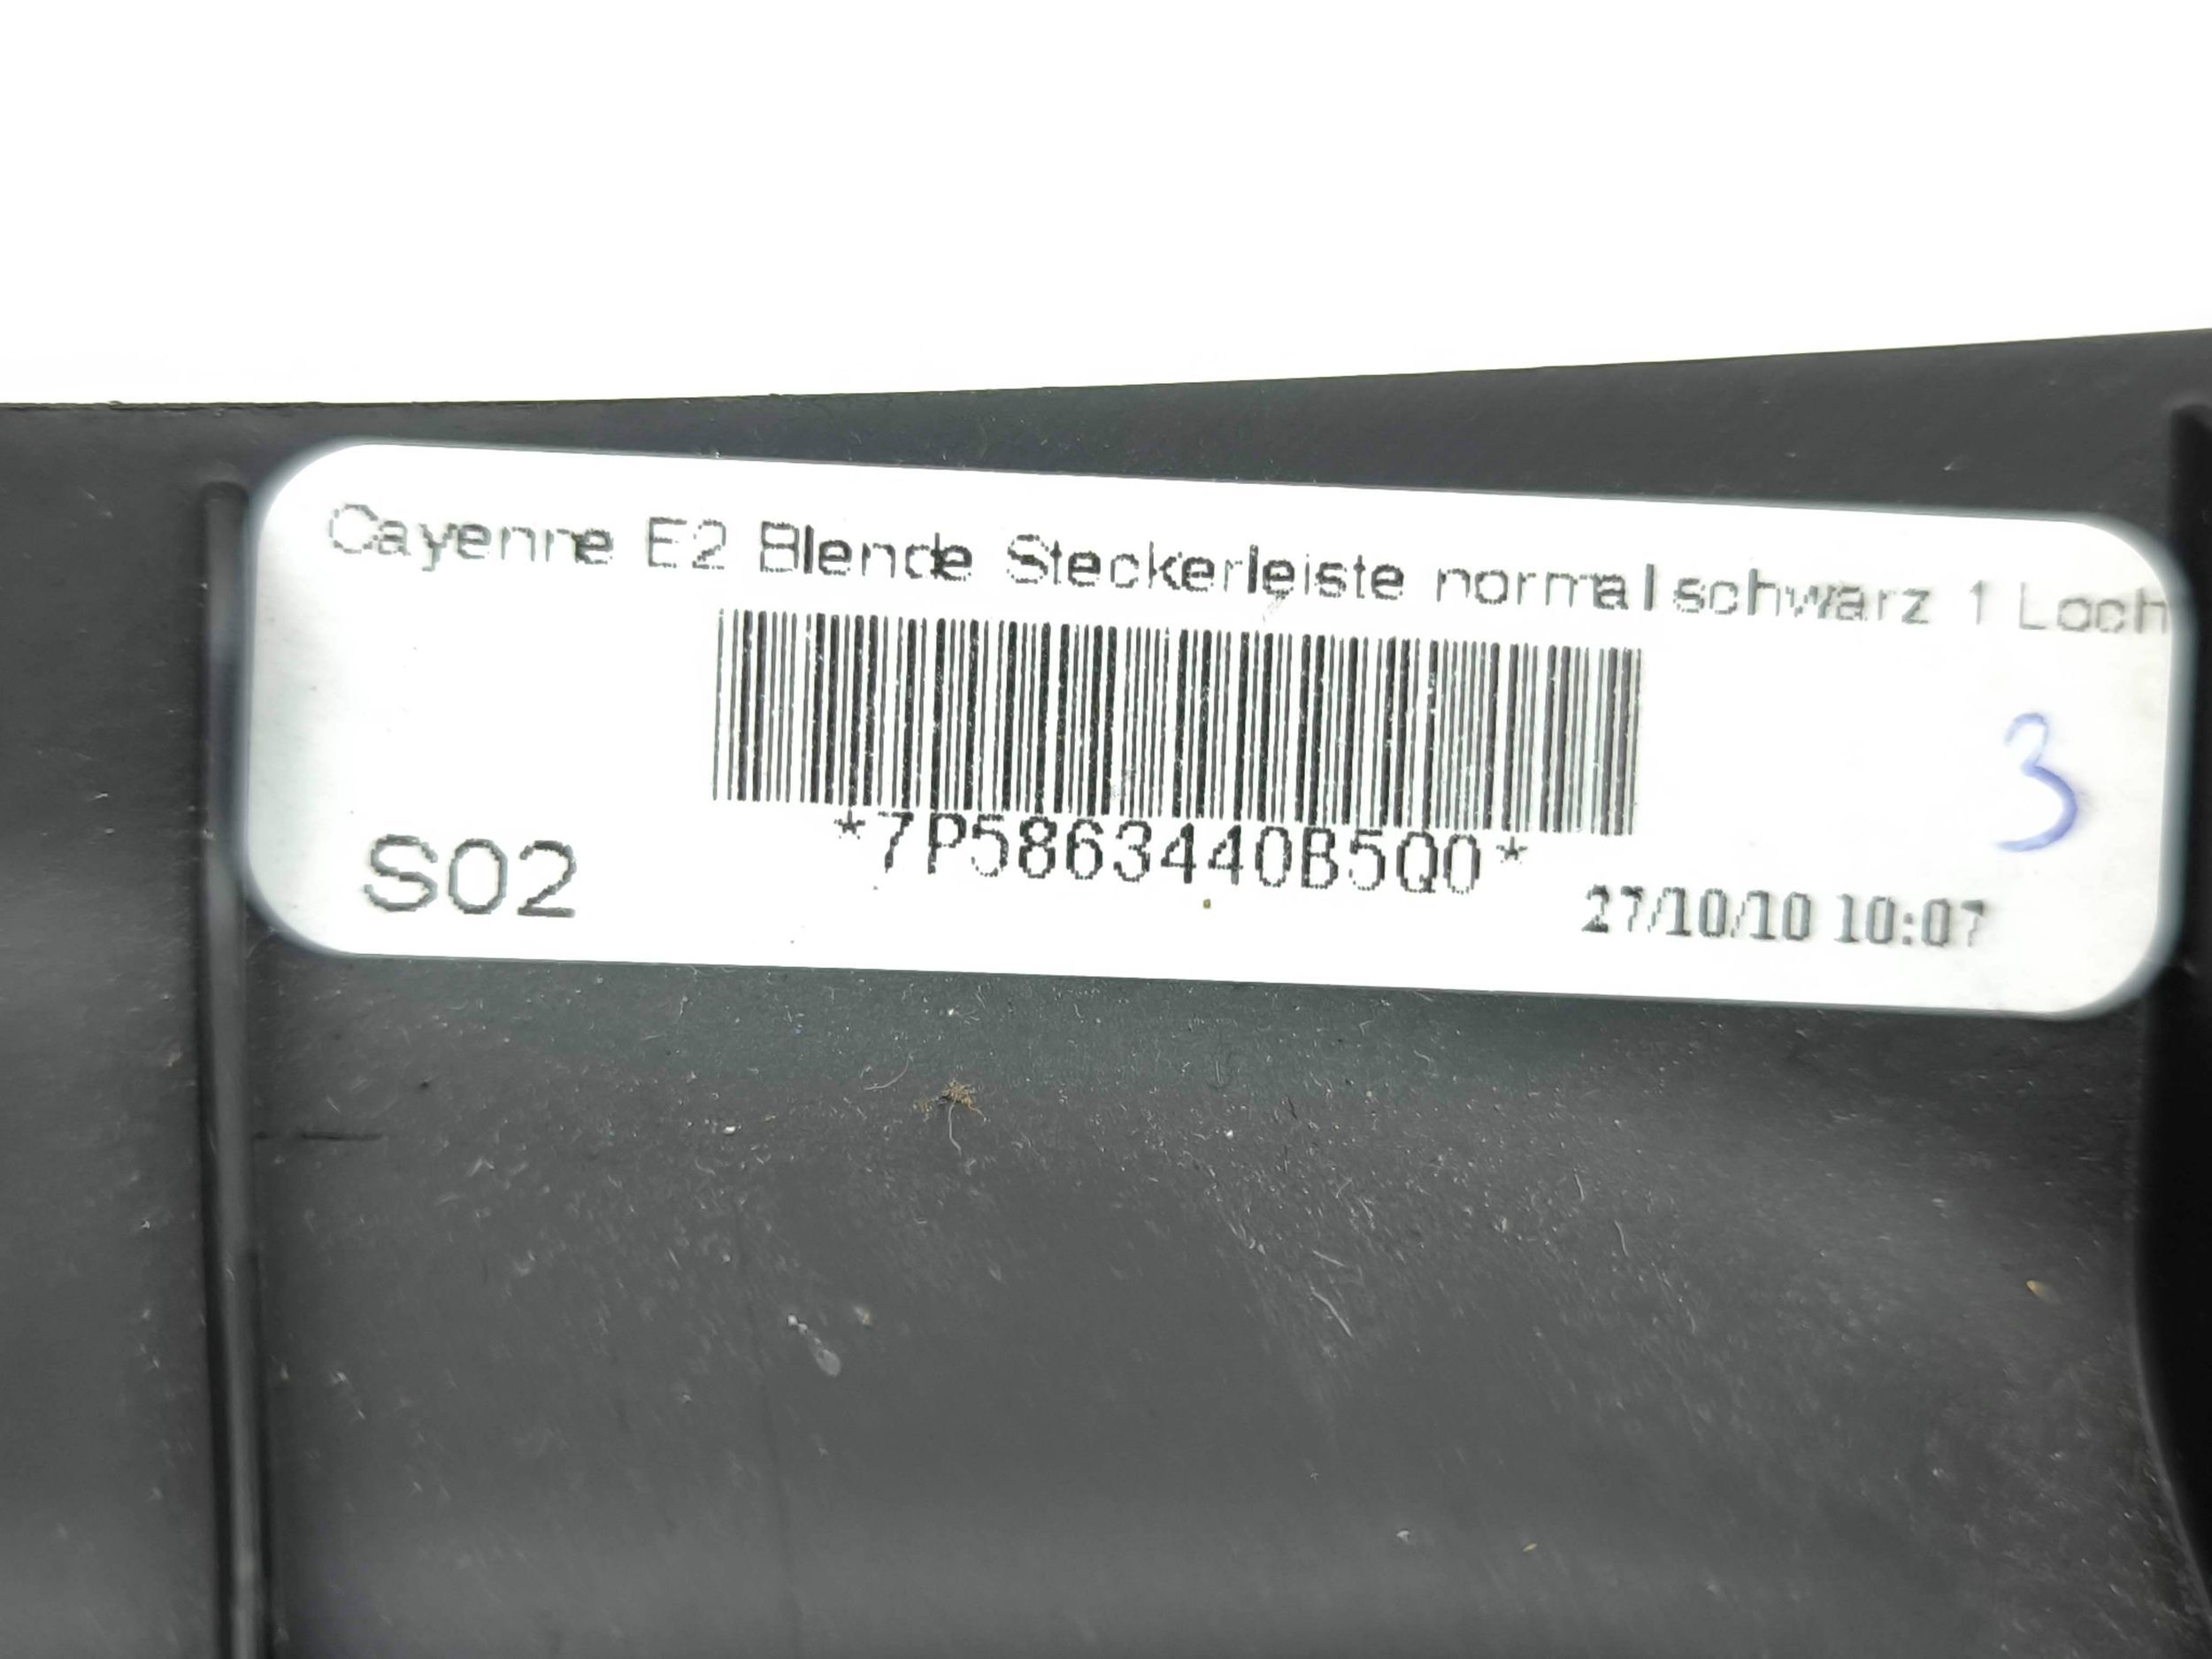 Cayenne E2 Blende Steckerleiste normal schwarz 1 Loch
3
*7P5863440B5Q0*
S02
27/10/10 10:07